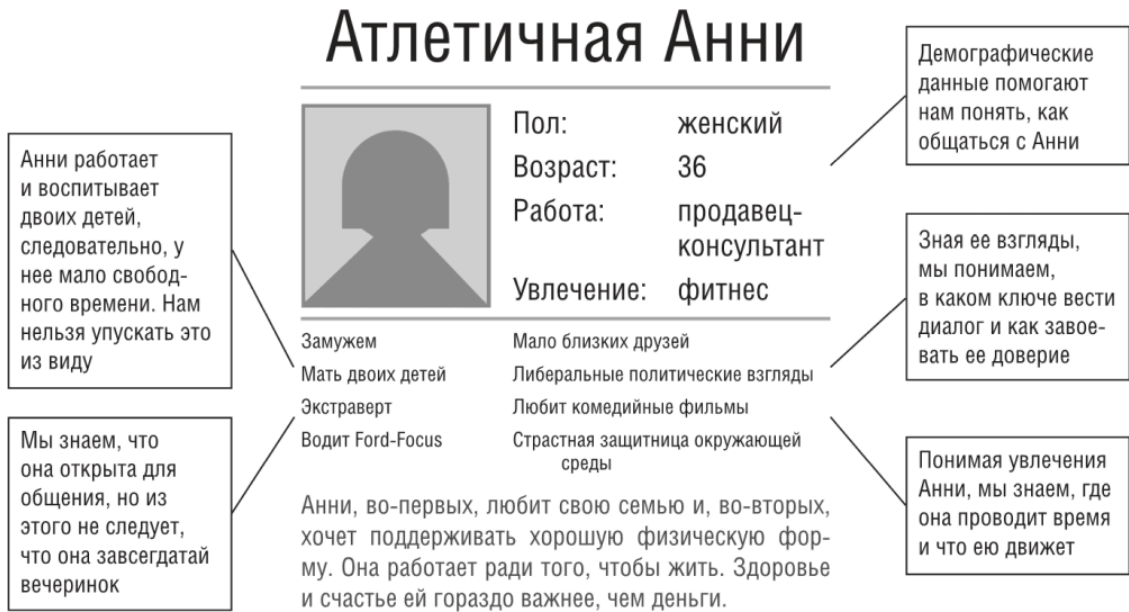 Атлетичная Анни
Пол: женский
Возраст: 36
Работа: продавец-
консультант
Увлечение: фитнес
Замужем
Мать двоих детей
Экстраверт
Водит Ford-Focus
Мало близких друзей
Либеральные политические взгляды
Любит комедийные фильмы
Страстная защитница окружающей
среды
Анни, во-первых, любит свою семью и, во-вторых,
хочет поддерживать хорошую физическую фор-
му. Она работает ради того, чтобы жить. Здоровье
и счастье ей гораздо важнее, чем деньги.
Анни работает
и воспитывает
двоих детей,
следовательно, у
нее мало свобод-
ного времени. Нам
нельзя упускать это
из виду
Мы знаем, что
она открыта для
общения, но из
этого не следует,
что она завсегдатай
вечеринок
Демографические
данные помогают
нам понять, как
общаться с Анни
Зная ее взгляды,
мы понимаем,
в каком ключе вести
диалог и как завое-
вать ее доверие
Понимая увлечения
Анни, мы знаем, где
она проводит время
и что ею движет